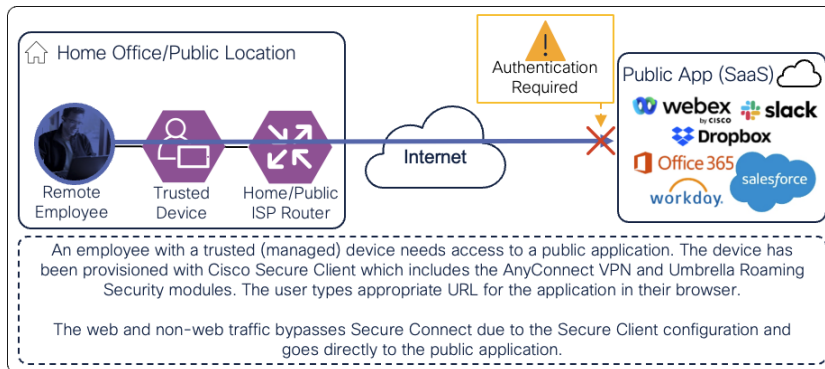 Home Office/Public Location
Authentication
Required
Public App (SaaS)
webex
by CISCO
slack
Dropbox
Office 365
salesforce
workday.
Internet
Remote
Employee
Trusted
Device
Home/Public
ISP Router
An employee with a trusted (managed) device needs access to a public application. The device has
been provisioned with Cisco Secure Client which includes the AnyConnect VPN and Umbrella Roaming
Security modules. The user types appropriate URL for the application in their browser.
The web and non-web traffic bypasses Secure Connect due to the Secure Client configuration and
goes directly to the public application.